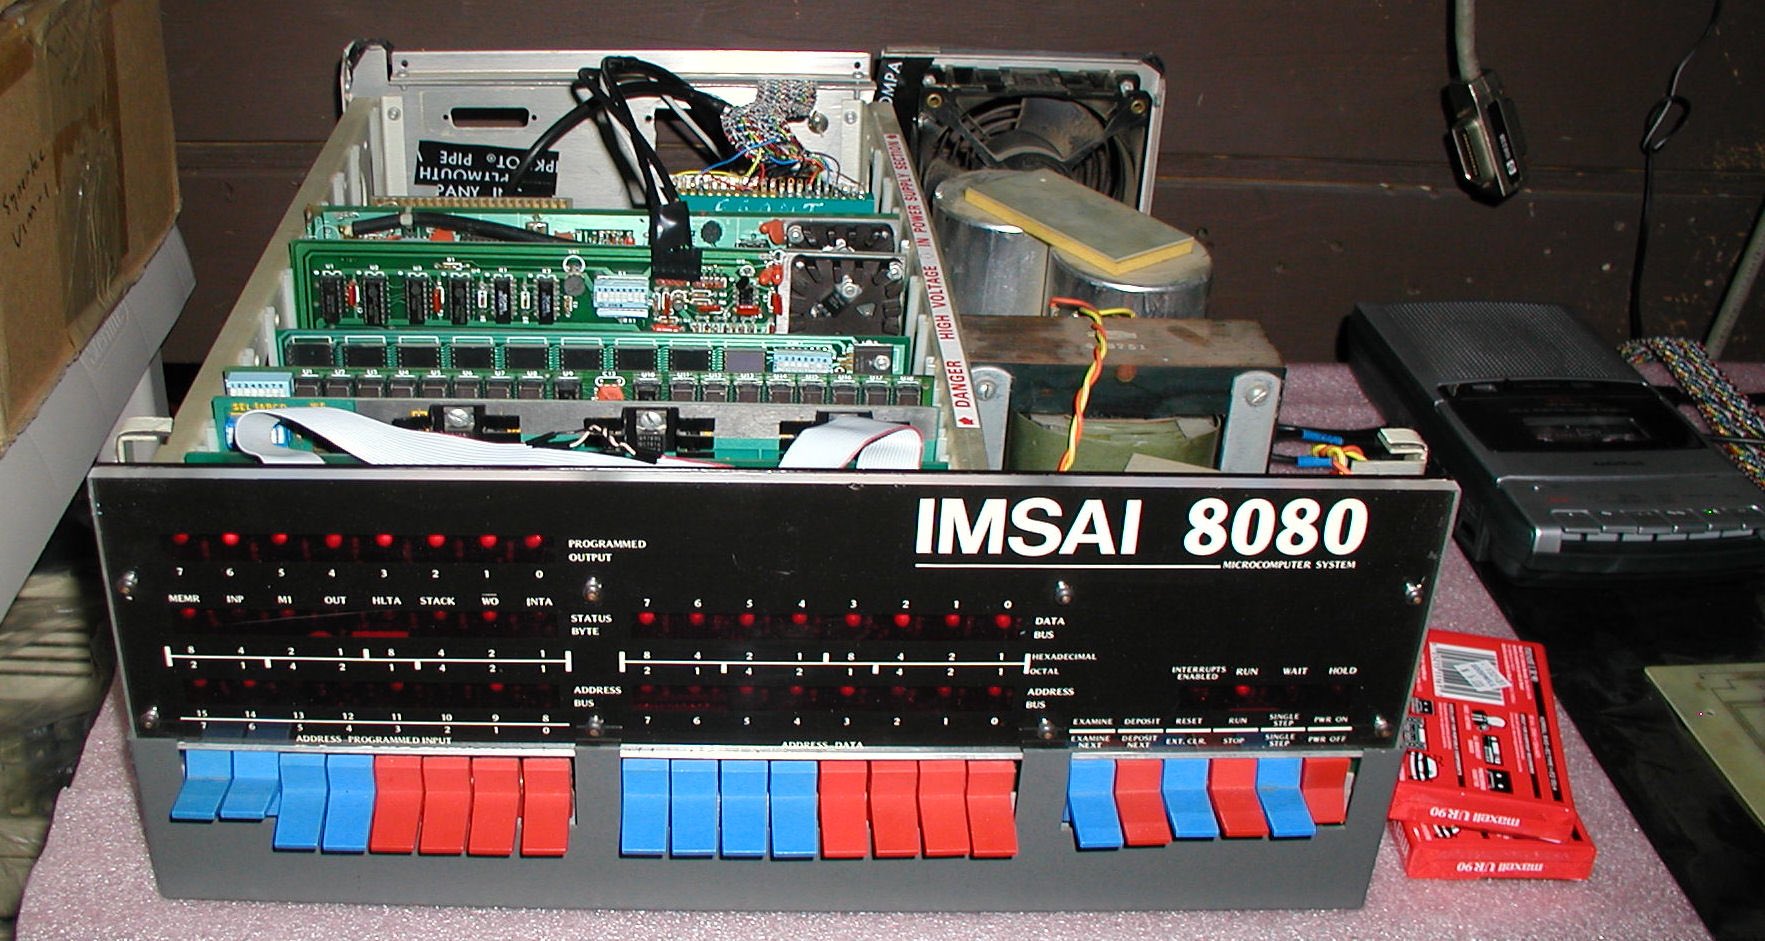 Vim-1
OMPA
PLYMOUTH
PIPE
DANGER HIGH VOLTAGE IN POWER SUPPLY SECTION
IMSAI 8080
MICROCOMPUTER SYSTEM
PROGRAMMED
OUTPUT
7 6 5 4 3 2 1 0
MEMR INP M1 OUT HLTA STACK WO INTA
STATUS
BYTE
7 6 5 4 3 2 1 0
DATA
BUS
8 4 2 1 8 4 2 1
2 1 4 2 1 4 2 1
8 4 2 1 8 4 2 1
HEXADECIMAL
2 1 4 2 1 4 2 1
OCTAL
ADDRESS
BUS
ADDRESS
BUS
15 14 13 12 11 10 9 8
7 6 5 4 3 2 1 0
7 6 5 4 3 2 1 0
ADDRESS-PROGRAMMED INPUT
ADDRESS-DATA
INTERRUPTS
ENABLED
RUN
WAIT
HOLD
EXAMINE
DEPOSIT
RESET
RUN
SINGLE
STEP
PWR ON
EXAMINE
NEXT
DEPOSIT
NEXT
EXT. CLR.
STOP
SINGLE
STEP
PWR OFF
maxell UR90
maxell UR90